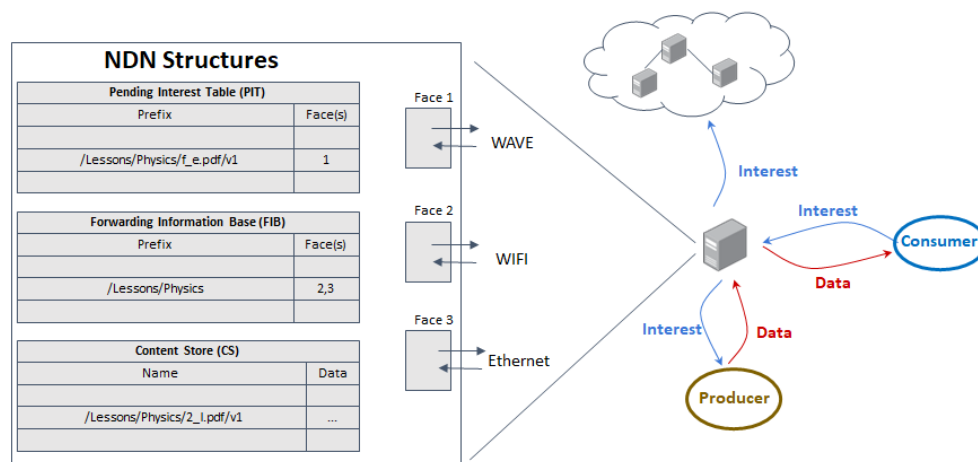 NDN Structures
Pending Interest Table (PIT)
Prefix Face(s)
/Lessons/Physics/f_e.pdf/v1 1
Forwarding Information Base (FIB)
Prefix Face(s)
/Lessons/Physics 2,3
Content Store (CS)
Name Data
/Lessons/Physics/2_l.pdf/v1 ...
Face 1
WAVE
Face 2
WIFI
Face 3
Ethernet
Interest
Interest
Consumer
Data
Interest
Data
Producer